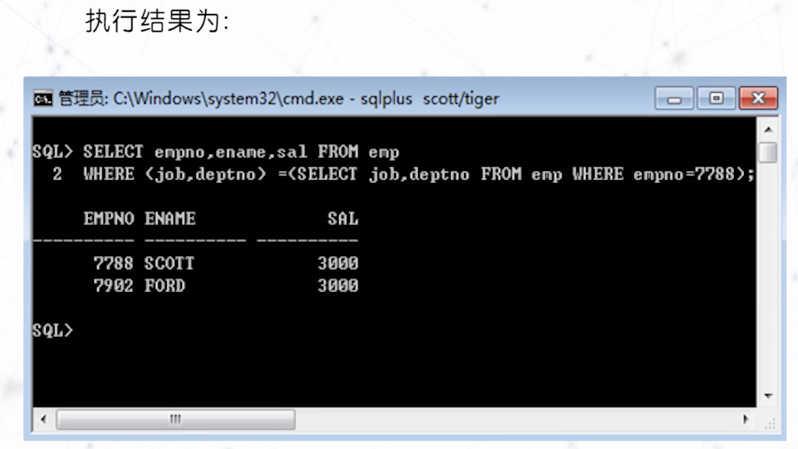 执行结果为:
管理员: C:\Windows\system32\cmd.exe - sqlplus  scott/tiger
SQL> SELECT empno,ename,sal FROM emp
  2  WHERE (job,deptno) =(SELECT job,deptno FROM emp WHERE empno=7788);
     EMPNO ENAME             SAL
---------- ---------- ----------
      7788 SCOTT            3000
      7902 FORD             3000
SQL>